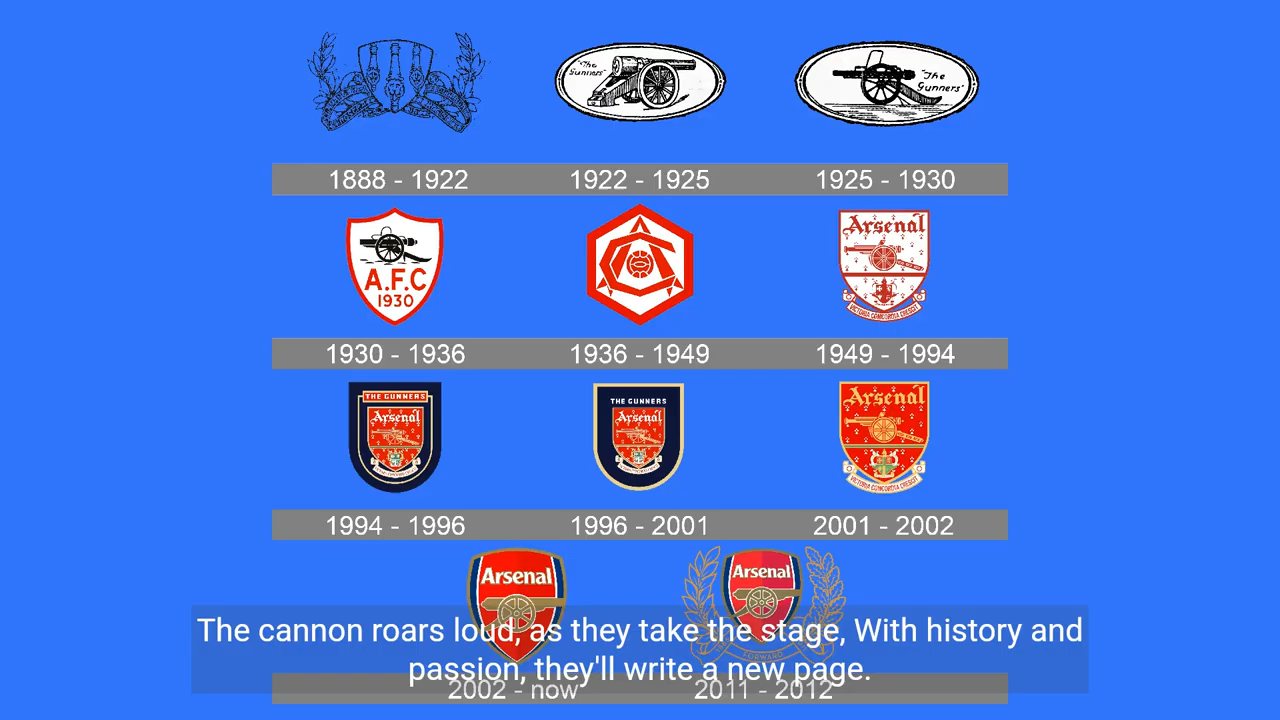 "The
Gunners"
"The
Gunners"
1888 - 1922
1922 - 1925
1925 - 1930
A.F.C
1930
Arsenal
VICTORIA CONCORDIA CRESCIT
1930 - 1936
1936 - 1949
1949 - 1994
THE GUNNERS
Arsenal
THE GUNNERS
Arsenal
Arsenal
VICTORIA CONCORDIA CRESCIT
1994 - 1996
1996 - 2001
2001 - 2002
Arsenal
Arsenal
FORWARD
The cannon roars loud, as they take the stage, With history and
passion, they'll write a new page.
2002 - now
2011 - 2012